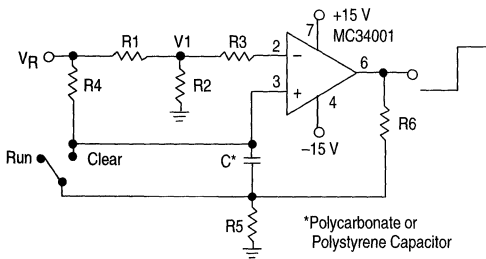 +15 V
7
MC34001
VR
R1
V1
R3
2
−
6
R4
R2
3
+
4
R6
−15 V
Run
Clear
C*
R5
*Polycarbonate or
Polystyrene Capacitor